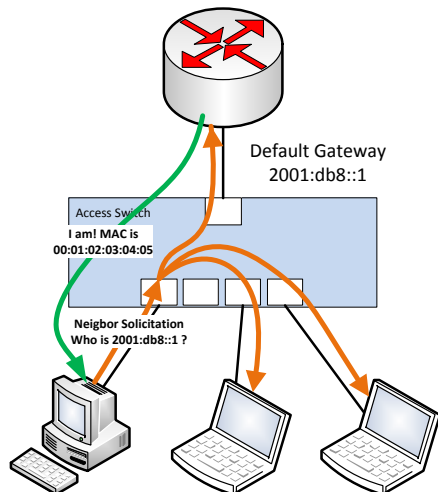 Default Gateway
2001:db8::1
Access Switch
I am! MAC is
00:01:02:03:04:05
Neigbor Solicitation
Who is 2001:db8::1 ?